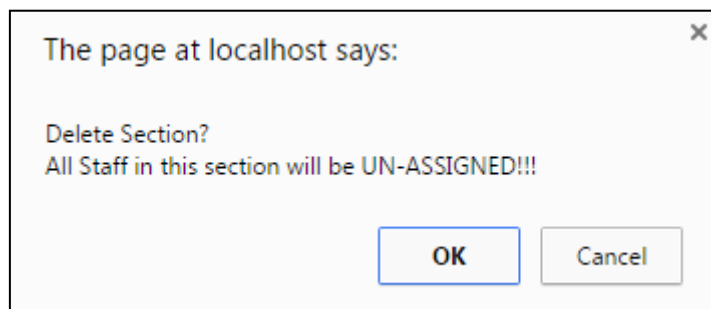 The page at localhost says:
Delete Section?
All Staff in this section will be UN-ASSIGNED!!!
OK
Cancel